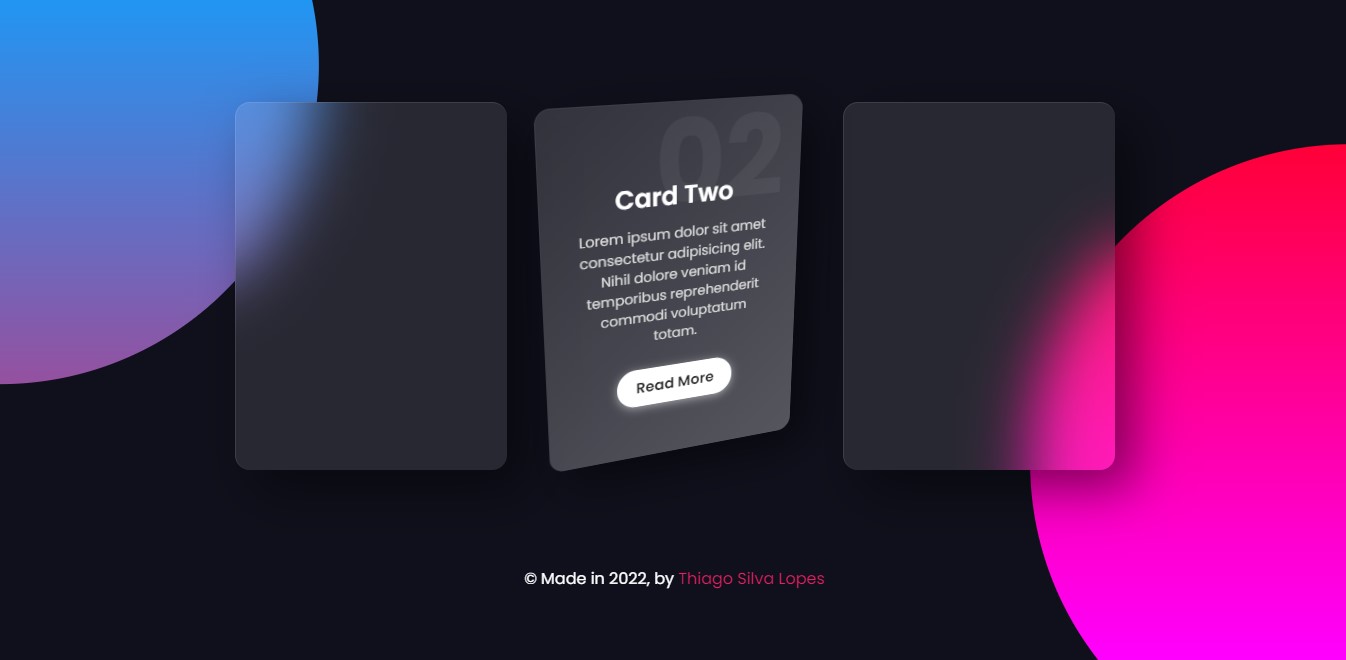 02
Card Two
Lorem ipsum dolor sit amet
consectetur adipisicing elit.
Nihil dolore veniam id
temporibus reprehenderit
commodi voluptatum
totam.
Read More
© Made in 2022, by Thiago Silva Lopes